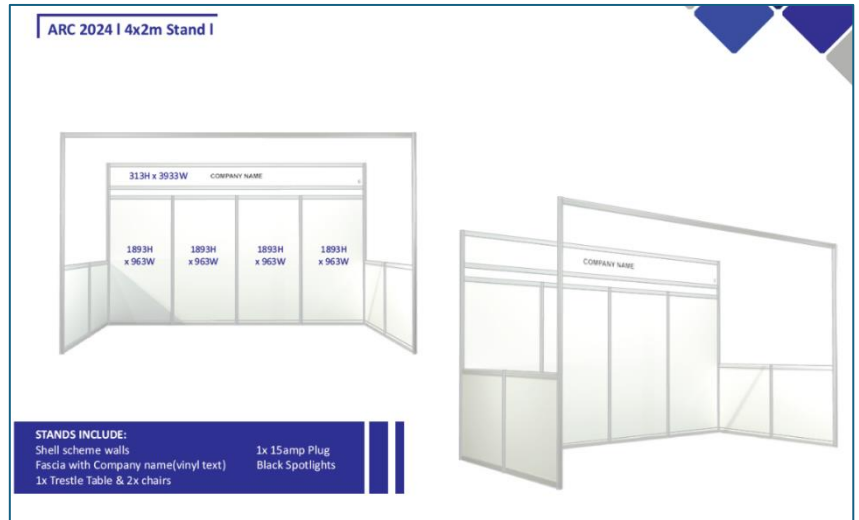 ARC 2024 l 4x2m Stand l
313H x 3933W COMPANY NAME
1893H 1893H 1893H 1893H
x 963W x 963W x 963W x 963W
COMPANY NAME
STANDS INCLUDE:
Shell scheme walls 1x 15amp Plug
Fascia with Company name(vinyl text) Black Spotlights
1x Trestle Table & 2x chairs